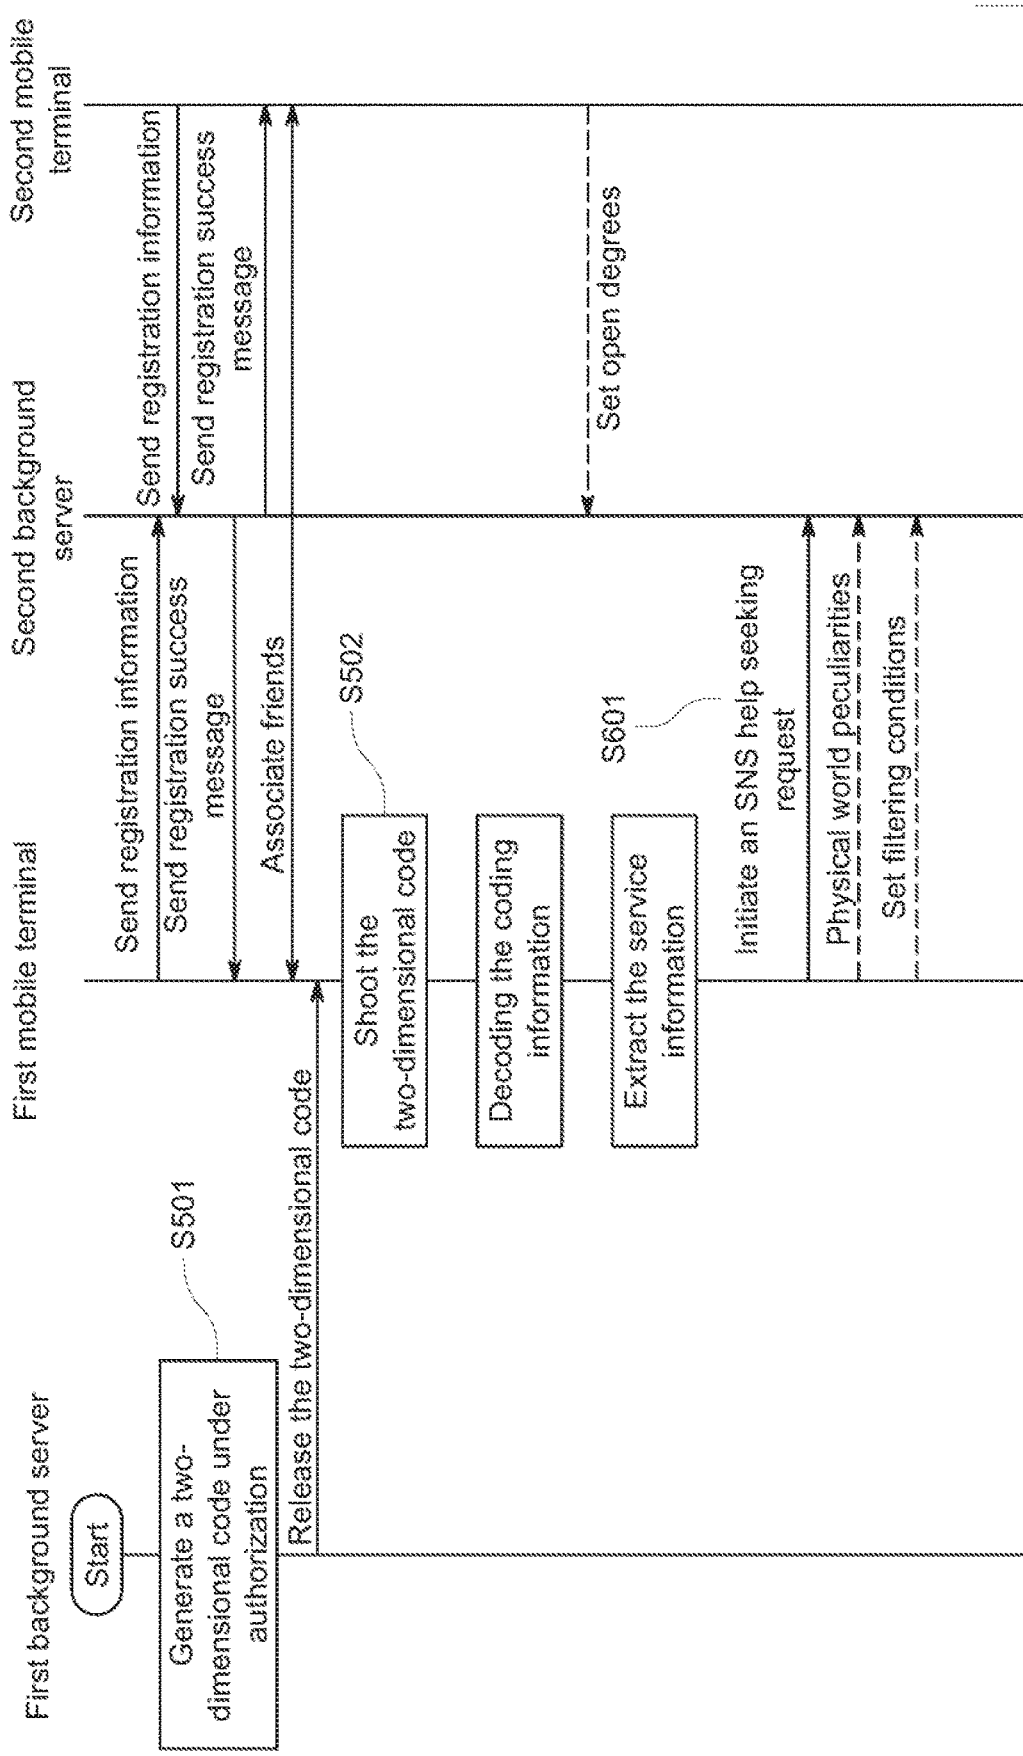 First background server
First mobile terminal
Second background
server
Second mobile
terminal
Start
Generate a two-
dimensional code under
authorization
S501
Send registration information
Send registration success
message
Send registration information
Send registration success
message
Associate friends
Release the two-dimensional code
Shoot the
two-dimensional code
S502
Decoding the coding
information
Set open degrees
Extract the service
information
S601
Initiate an SNS help seeking
request
Physical world peculiarities
Set filtering conditions